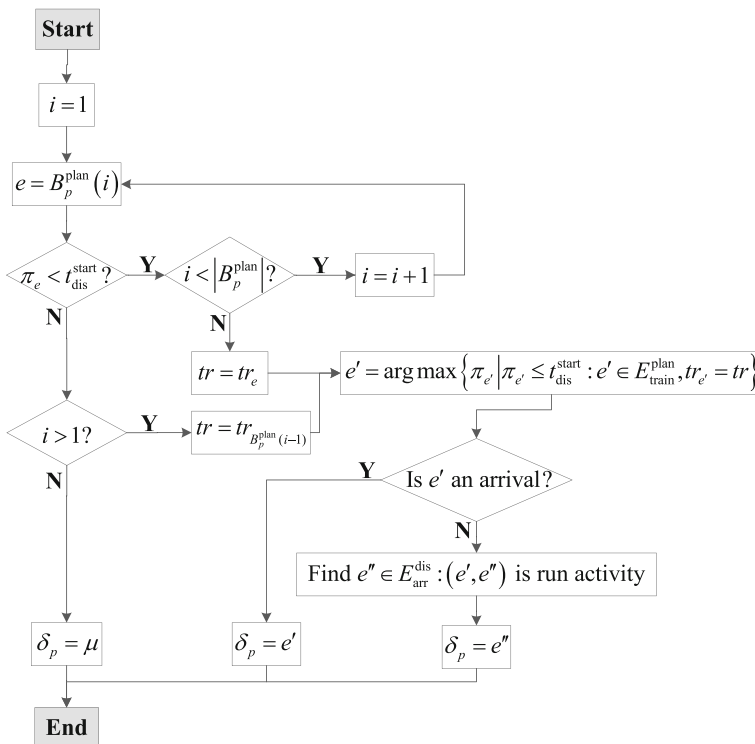 Start
i = 1
e = B_p^plan (i)
π_e < t_dis^start ?
Y
i < |B_p^plan| ?
Y
i = i + 1
N
N
tr = tr_e
e′ = arg max {π_e′ | π_e′ ≤ t_dis^start : e′ ∈ E_train^plan, tr_e′ = tr}
i > 1?
Y
tr = tr_{B_p^plan (i−1)}
N
Y
Is e′ an arrival?
N
Find e″ ∈ E_arr^dis : (e′, e″) is run activity
δ_p = μ
δ_p = e′
δ_p = e″
End